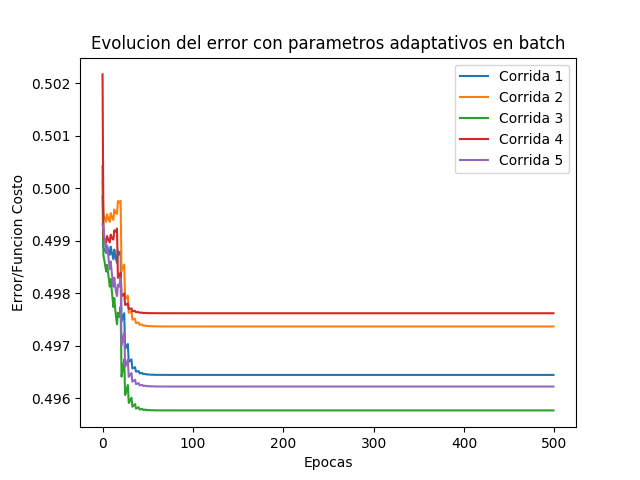 Evolucion del error con parametros adaptativos en batch
Corrida 1
Corrida 2
Corrida 3
Corrida 4
Corrida 5
0.502
0.501
0.500
0.499
0.498
0.497
0.496
Error/Funcion Costo
0 100 200 300 400 500
Epocas